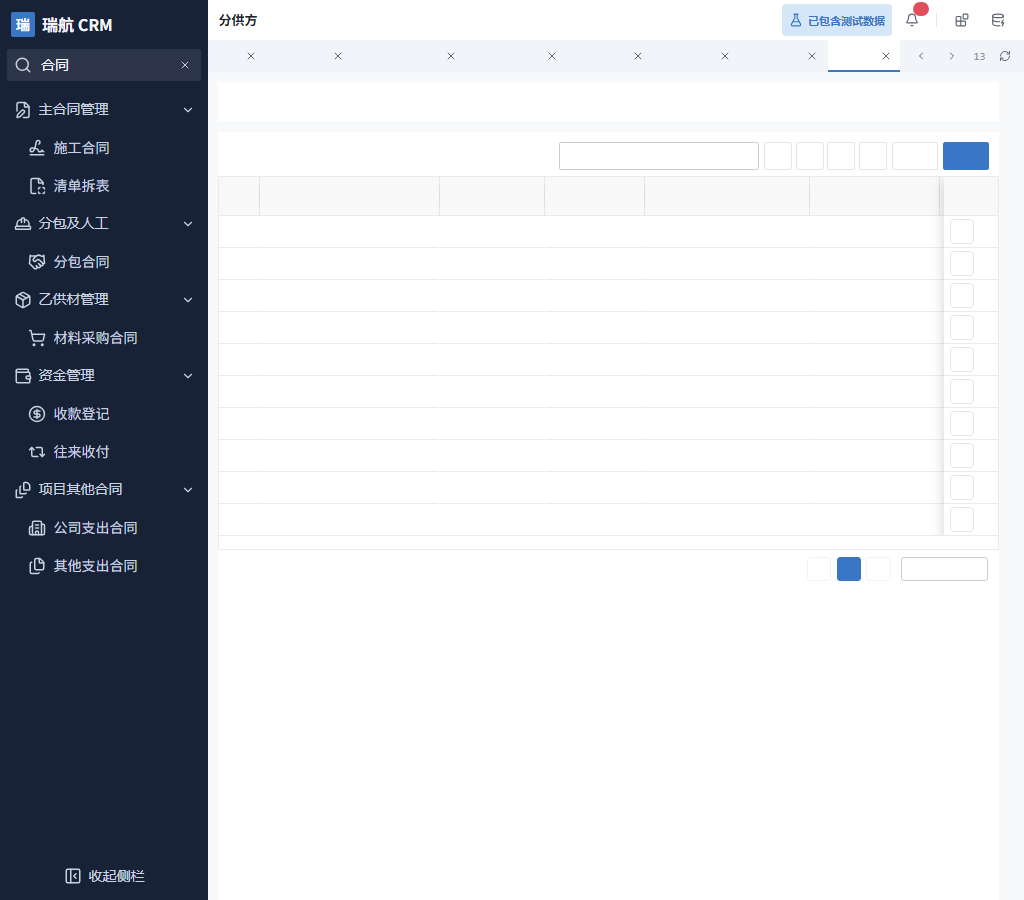 瑞 瑞航 CRM
合同
主合同管理
施工合同
清单拆表
分包及人工
分包合同
乙供材管理
材料采购合同
资金管理
收款登记
往来收付
项目其他合同
公司支出合同
其他支出合同
收起侧栏
分供方
已包含测试数据
13